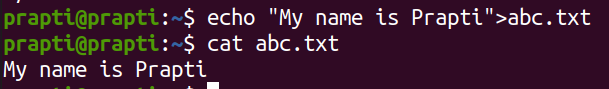 prapti@prapti:~$ echo "My name is Prapti">abc.txt
prapti@prapti:~$ cat abc.txt
My name is Prapti